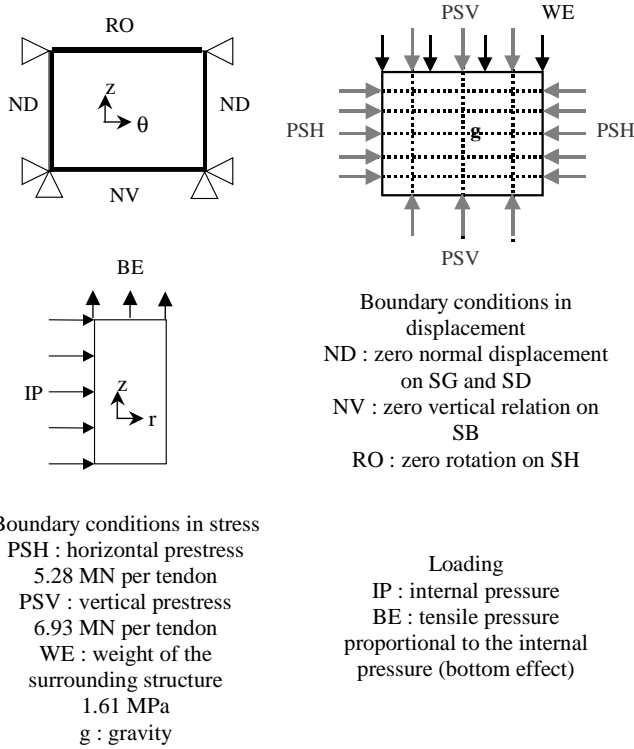 RO
ND
z
θ
ND
NV
PSV
WE
PSH
g
PSH
PSV
BE
IP
z
r
Boundary conditions in
displacement
ND : zero normal displacement
on SG and SD
NV : zero vertical relation on
SB
RO : zero rotation on SH
Boundary conditions in stress
PSH : horizontal prestress
5.28 MN per tendon
PSV : vertical prestress
6.93 MN per tendon
WE : weight of the
surrounding structure
1.61 MPa
g : gravity
Loading
IP : internal pressure
BE : tensile pressure
proportional to the internal
pressure (bottom effect)